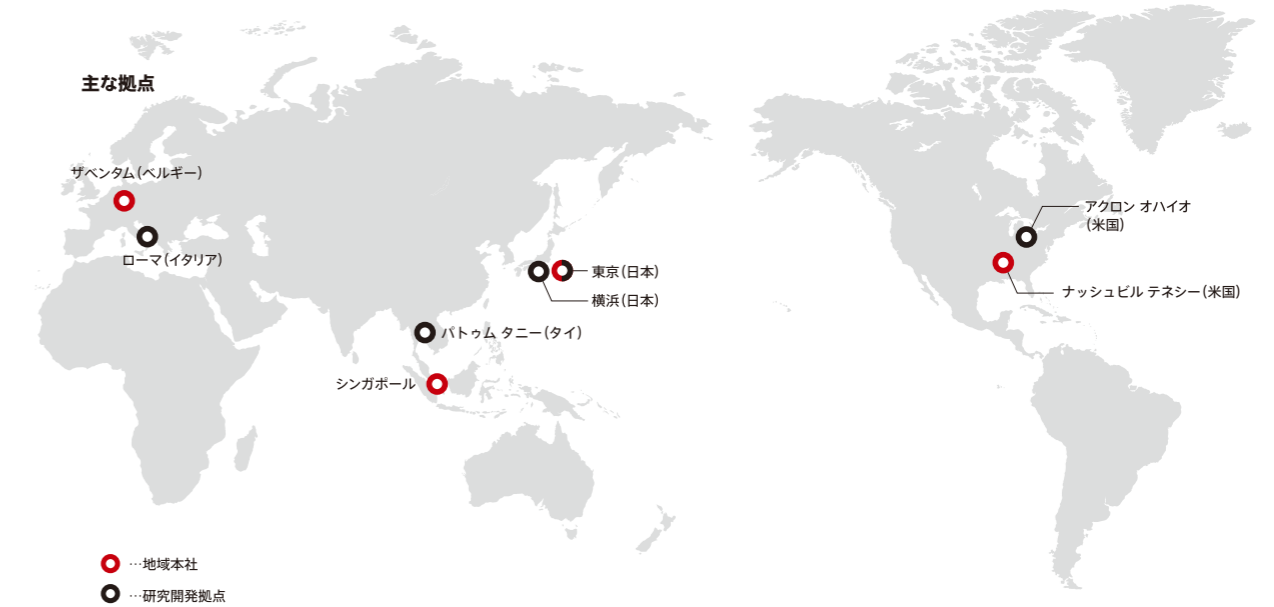 主な拠点
ザベンタム(ベルギー)
ローマ(イタリア)
東京(日本)
横浜(日本)
パトゥム タニー(タイ)
シンガポール
アクロン オハイオ
(米国)
ナッシュビル テネシー(米国)
…地域本社
…研究開発拠点